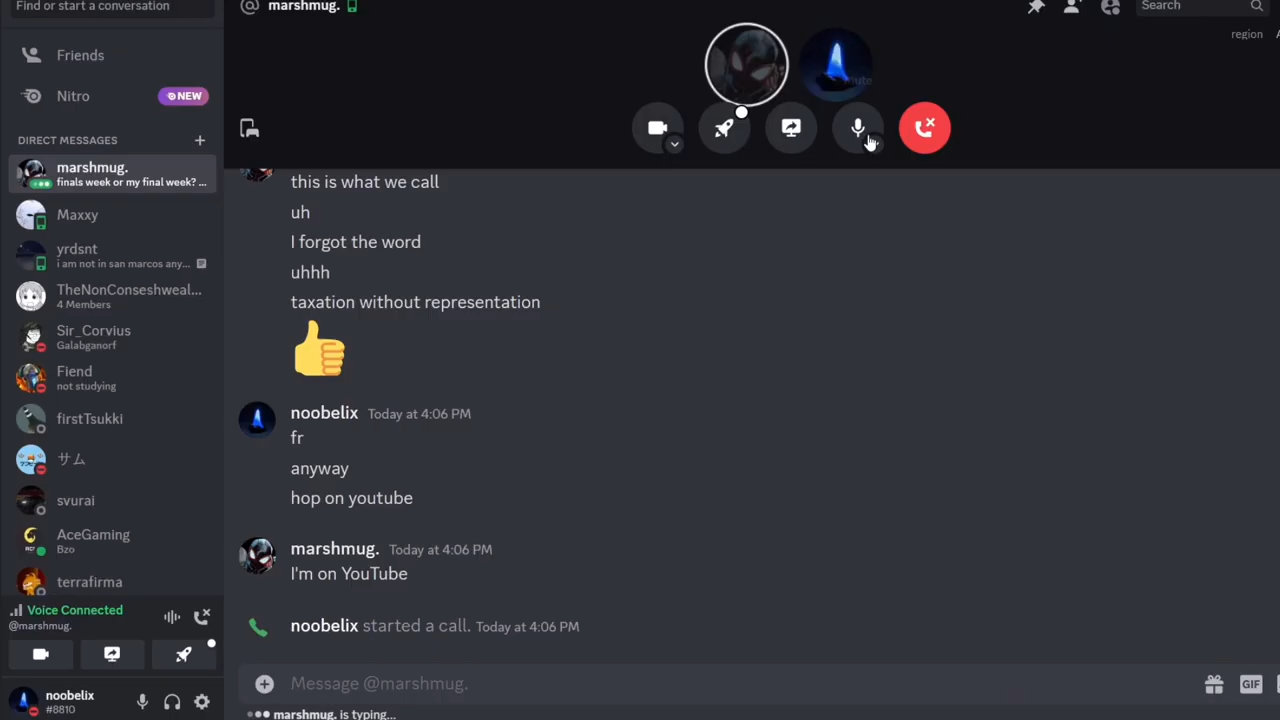 Find or start a conversation
@ marshmug.
Search
region
Friends
Nitro
NEW
DIRECT MESSAGES
marshmug.
finals week or my final week? ...
Maxxy
yrdsnt
i am not in san marcos any...
TheNonConseshweal...
4 Members
Sir_Corvius
Galabganorf
Fiend
not studying
firstTsukki
サム
svurai
AceGaming
Bzo
terrafirma
Voice Connected
@marshmug.
noobelix
#8810
this is what we call
uh
I forgot the word
uhhh
taxation without representation
noobelix Today at 4:06 PM
fr
anyway
hop on youtube
marshmug. Today at 4:06 PM
I'm on YouTube
noobelix started a call. Today at 4:06 PM
Message @marshmug.
GIF
marshmug. is typing...